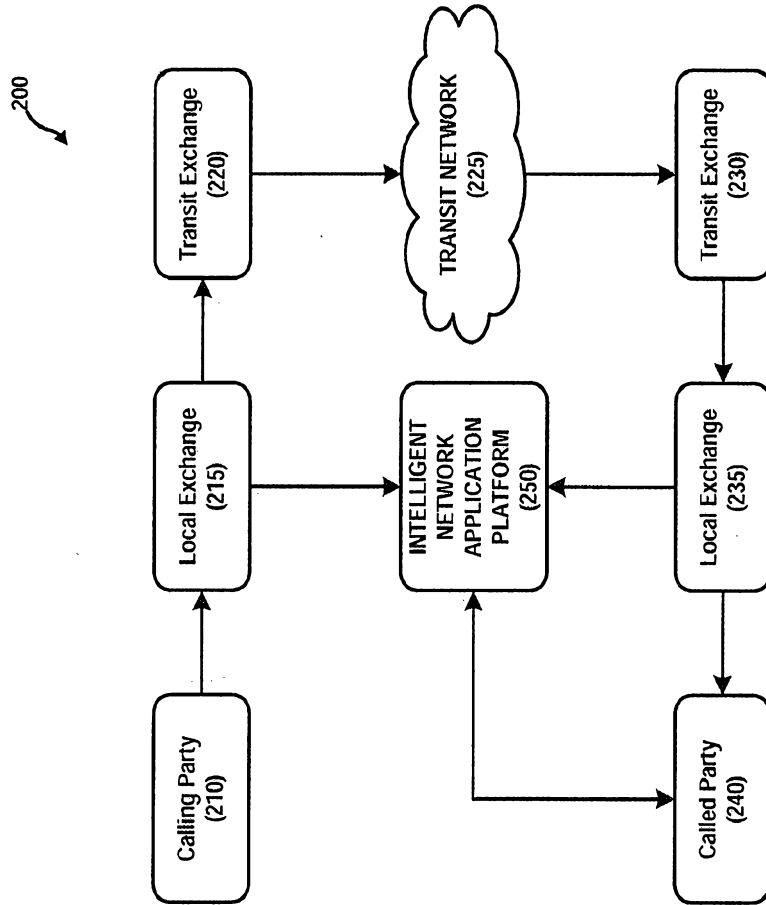 200
Calling Party
(210)
Local Exchange
(215)
Transit Exchange
(220)
INTELLIGENT
NETWORK
APPLICATION
PLATFORM
(250)
TRANSIT NETWORK
(225)
Called Party
(240)
Local Exchange
(235)
Transit Exchange
(230)